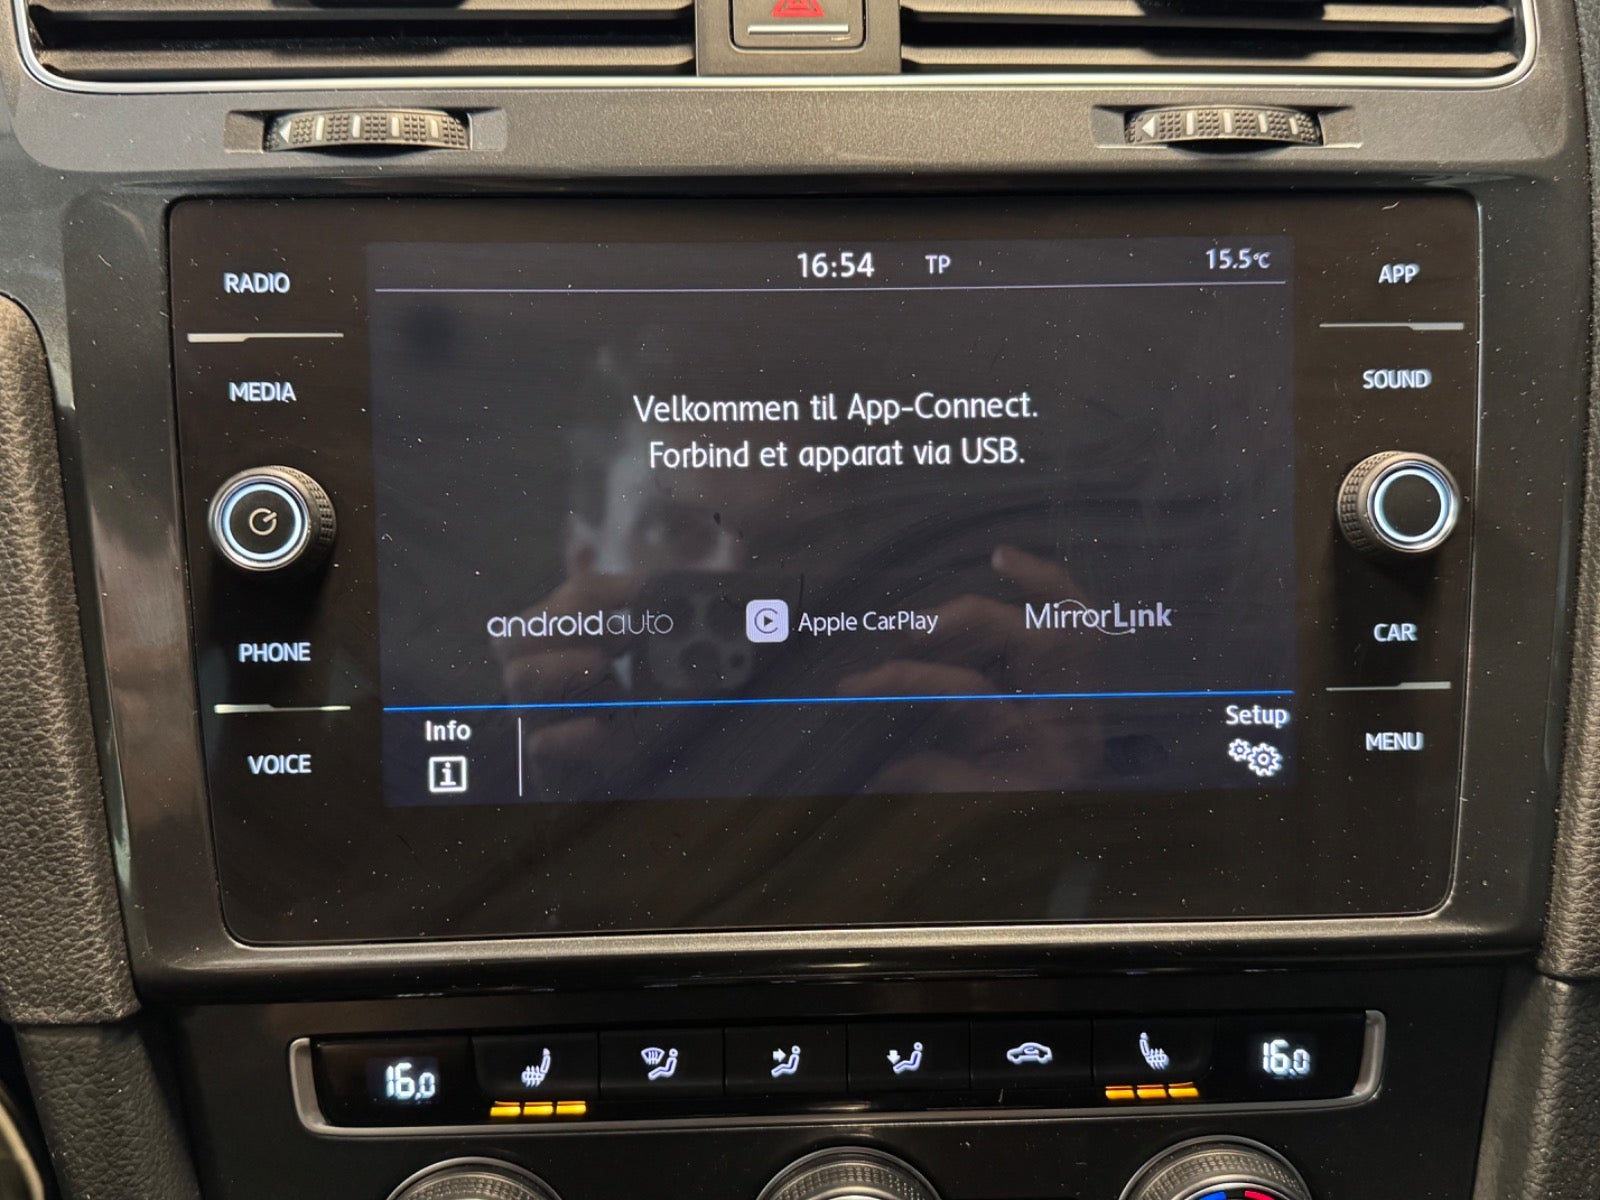 16:54 TP 15.5°C
RADIO
APP
MEDIA
SOUND
Velkommen til App-Connect.
Forbind et apparat via USB.
androidauto
Apple CarPlay
MirrorLink
PHONE
CAR
Info
Setup
VOICE
MENU
16.0
16.0